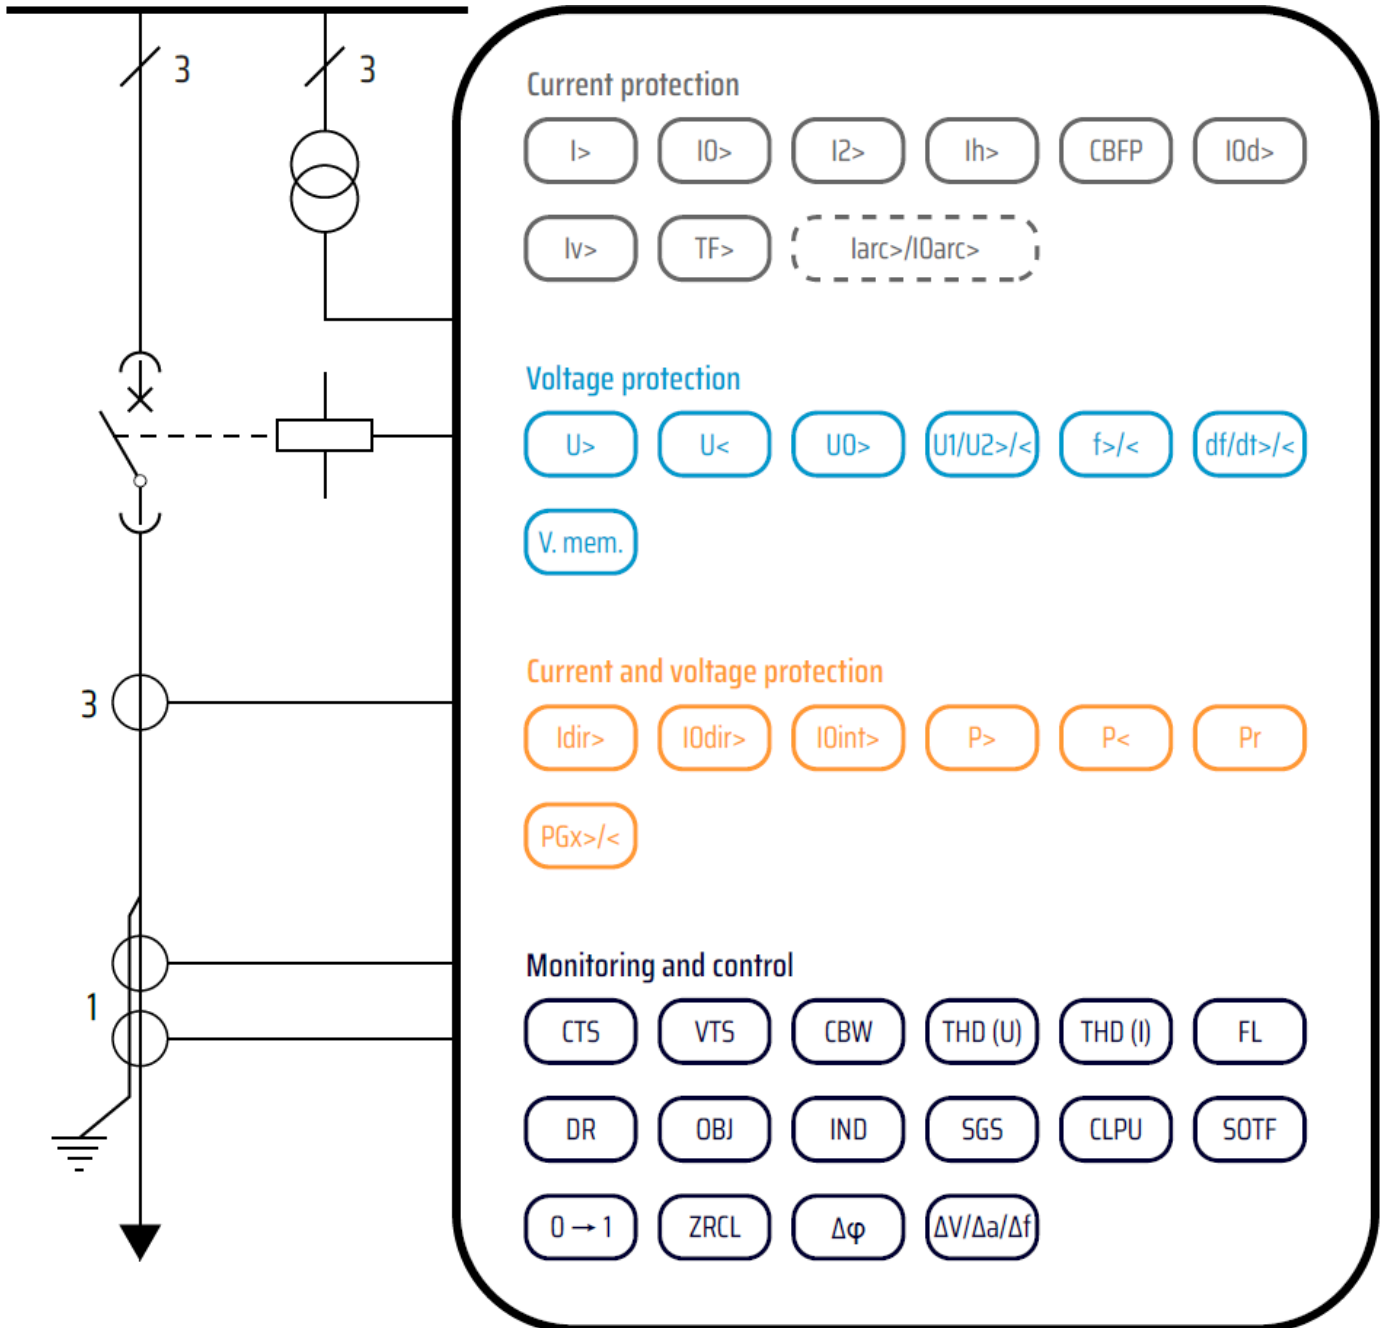 3
3
Current protection
I> I0> I2> Ih> CBFP I0d>
Iv> TF> Iarc>/I0arc>
Voltage protection
U> U< U0> U1/U2>/< f>/< df/dt>/<
V. mem.
Current and voltage protection
3
Idir> I0dir> I0int> P> P< Pr
PGx>/<
Monitoring and control
1
CTS VTS CBW THD (U) THD (I) FL
DR OBJ IND SGS CLPU SOTF
0 → 1 ZRCL Δφ ΔV/Δa/Δf